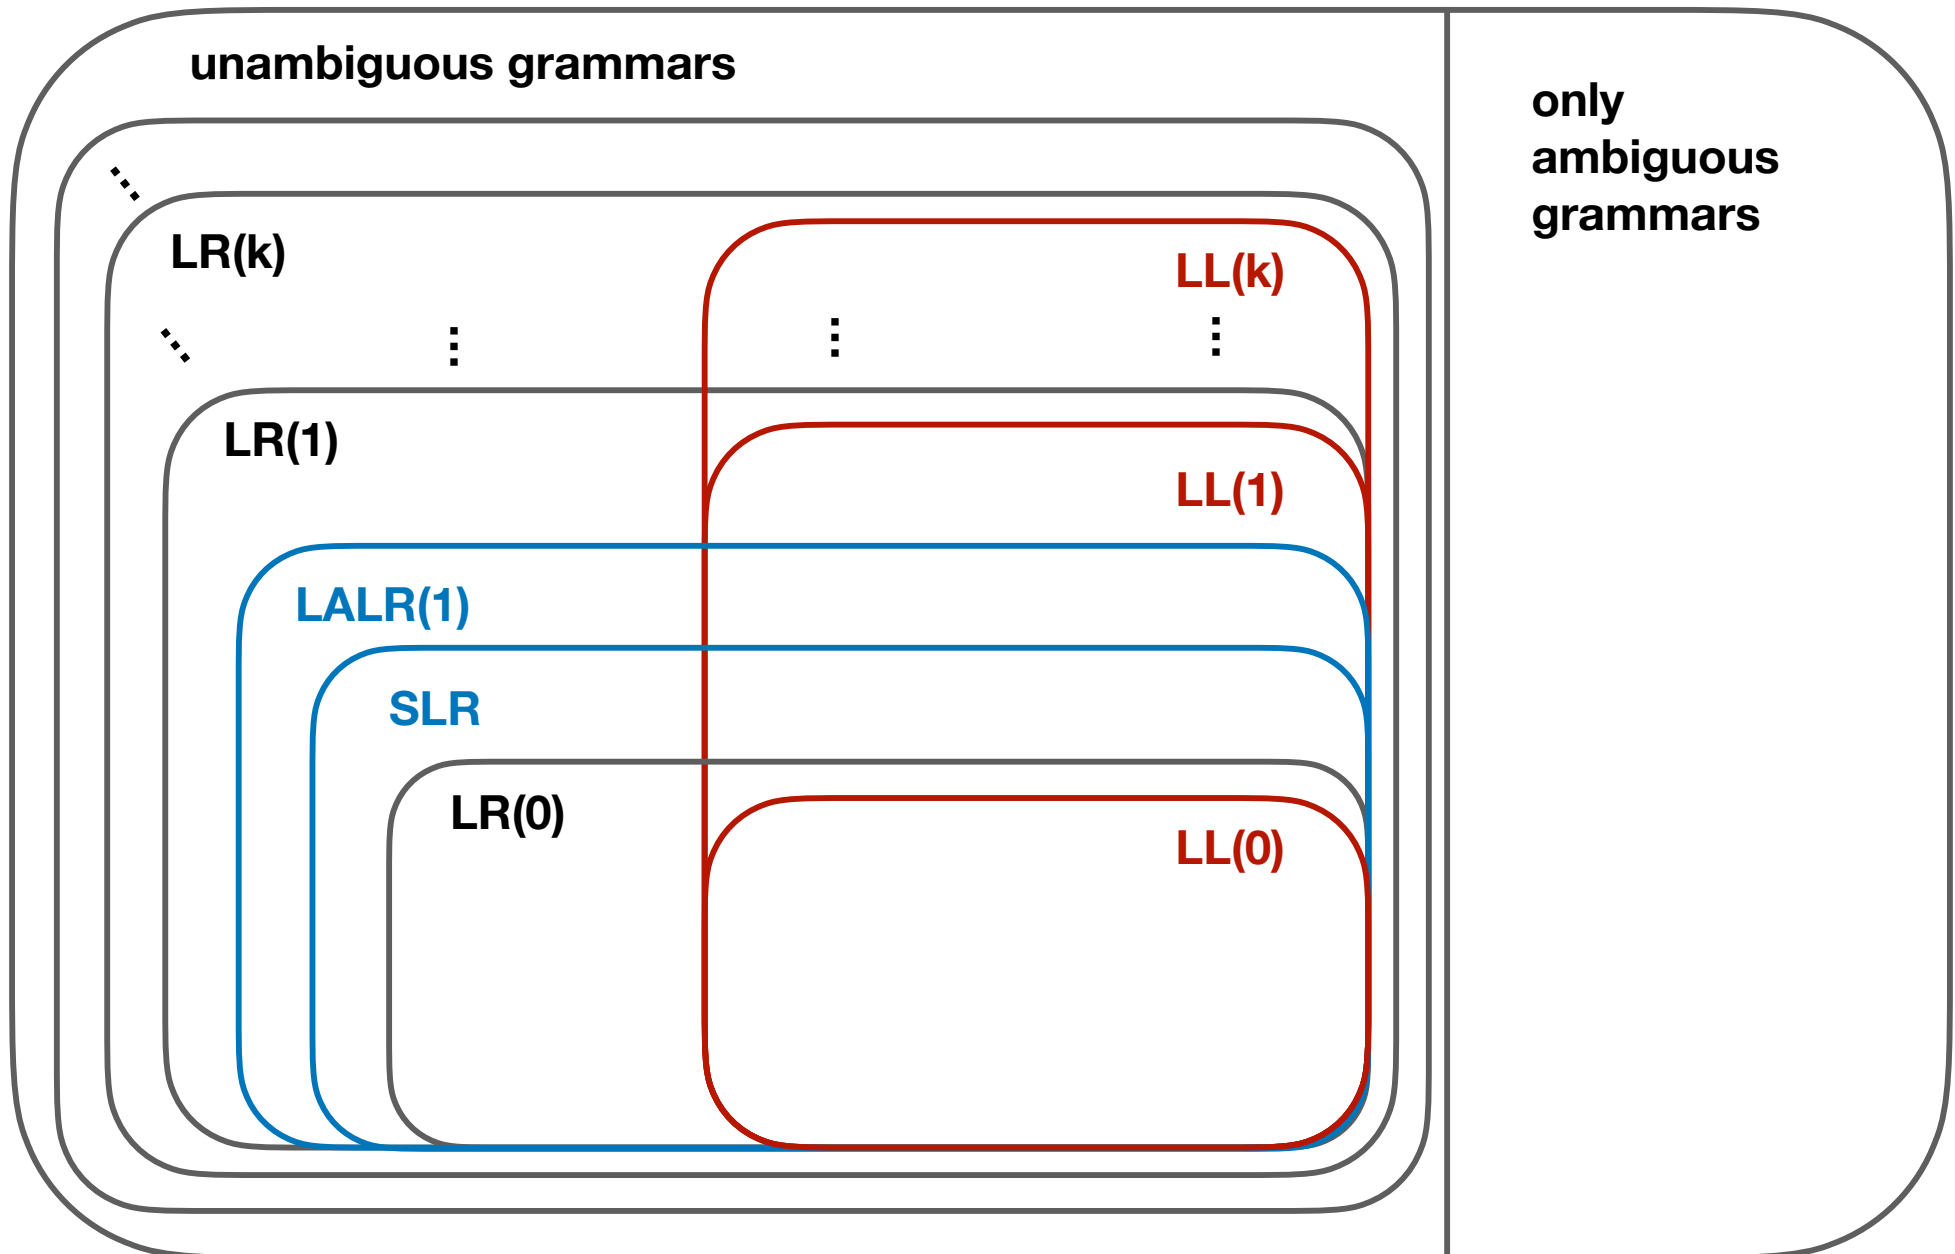 unambiguous grammars
only
ambiguous
grammars
LR(k)
LL(k)
LR(1)
LL(1)
LALR(1)
SLR
LR(0)
LL(0)